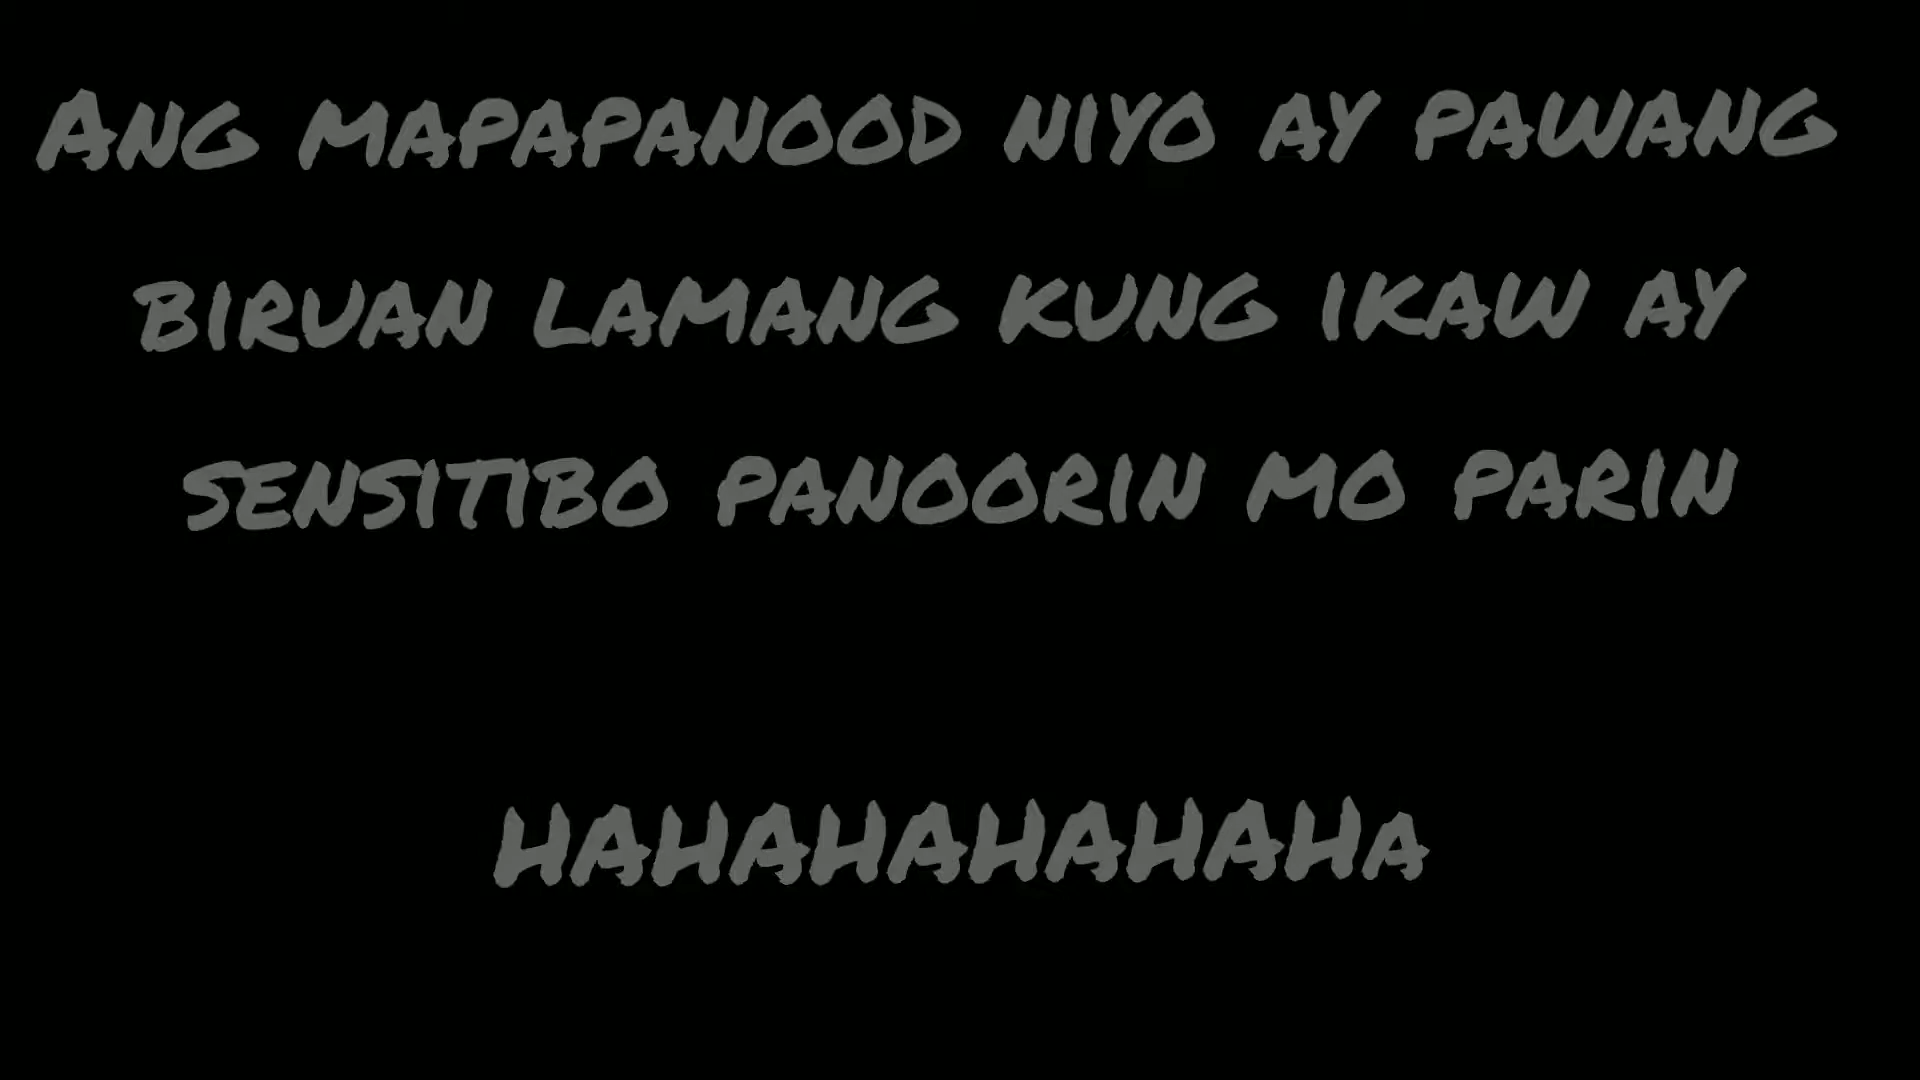 Ang mapapanood niyo ay pawang
biruan lamang kung ikaw ay
sensitibo panoorin mo parin
HAHAHAHAHAHAHa